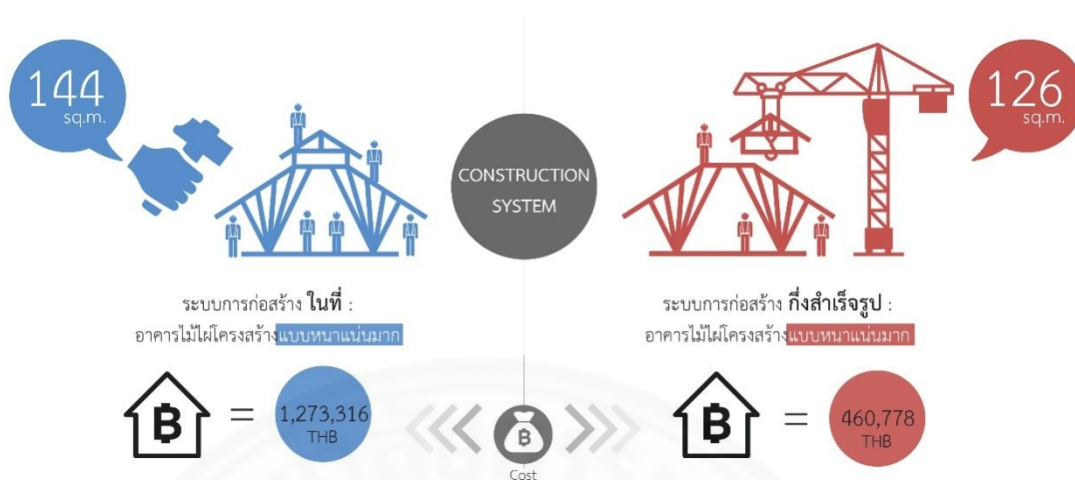 144
sq.m.
CONSTRUCTION
SYSTEM
126
sq.m.
ระบบการก่อสร้าง ในที่ :
อาคารไม้ไผ่โครงสร้างแบบหนาแน่นมาก
ระบบการก่อสร้าง กึ่งสำเร็จรูป :
อาคารไม้ไผ่โครงสร้างแบบหนาแน่นมาก
฿ = 1,273,316
THB
฿
Cost
฿ = 460,778
THB